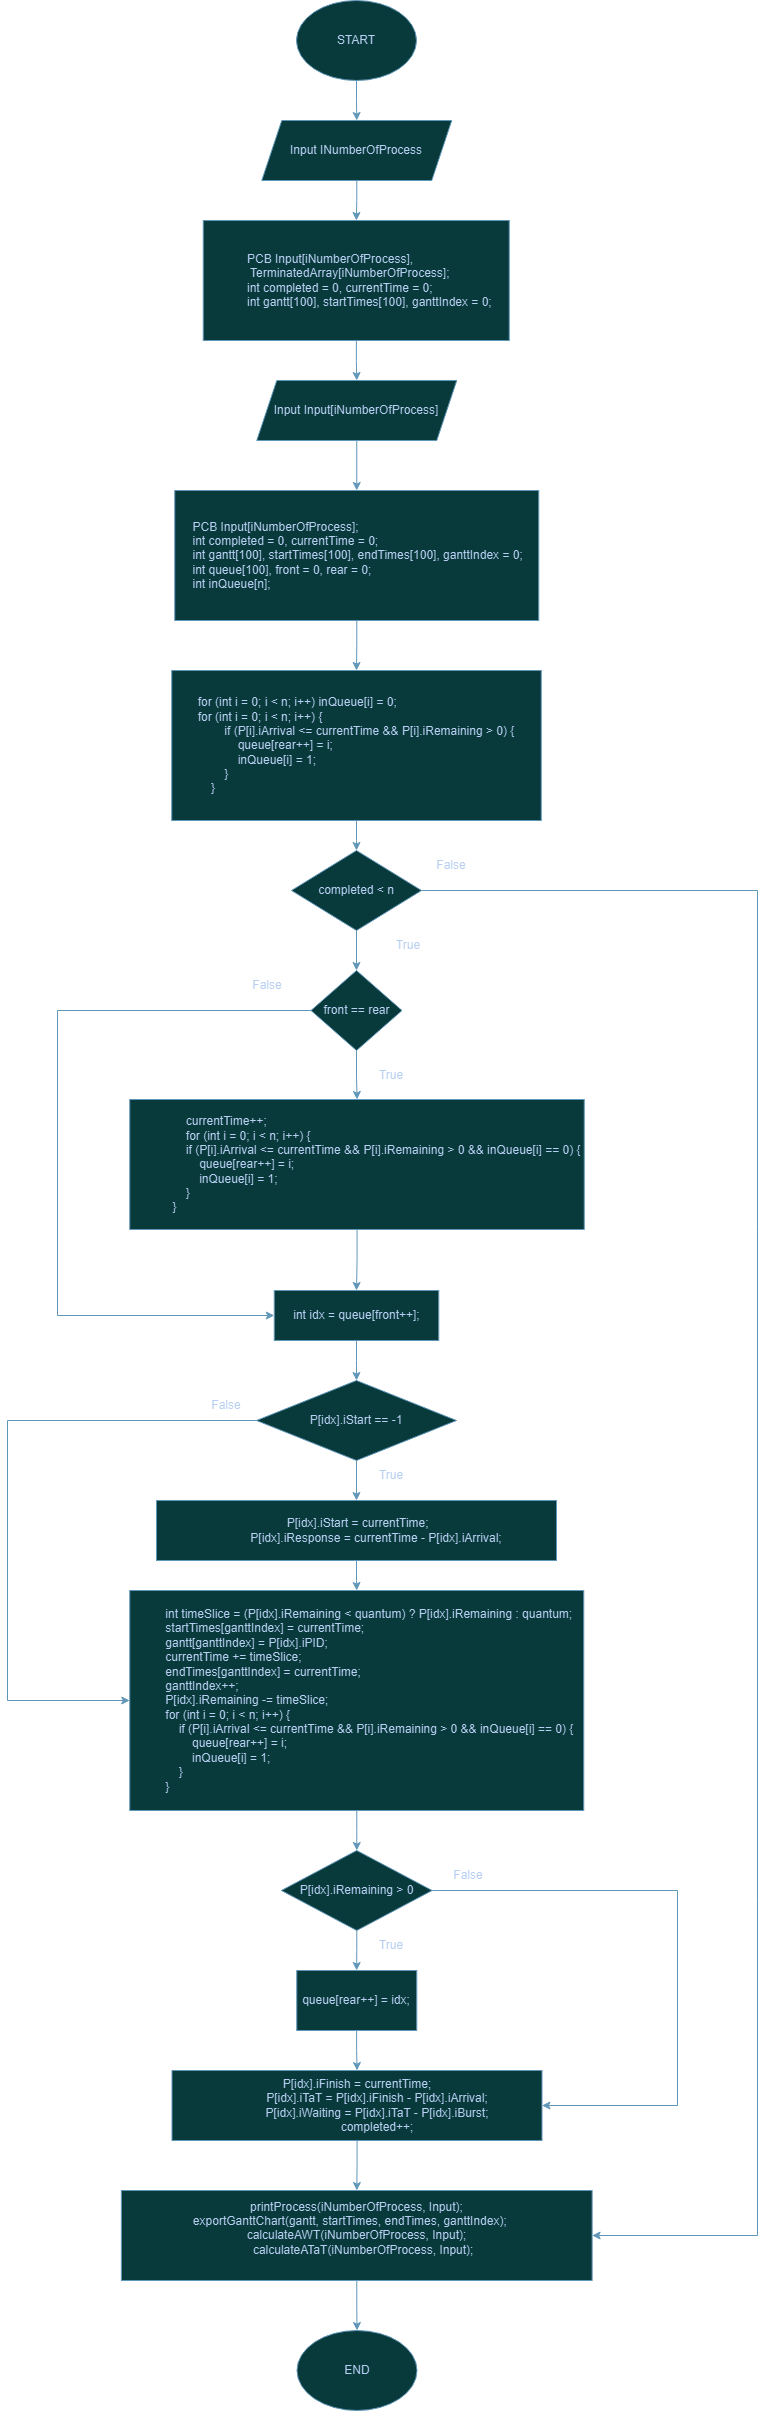 START
Input INumberOfProcess
PCB Input[iNumberOfProcess],
TerminatedArray[iNumberOfProcess];
int completed = 0, currentTime = 0;
int gantt[100], startTimes[100], ganttIndex = 0;
Input Input[iNumberOfProcess]
PCB Input[iNumberOfProcess];
int completed = 0, currentTime = 0;
int gantt[100], startTimes[100], endTimes[100], ganttIndex = 0;
int queue[100], front = 0, rear = 0;
int inQueue[n];
for (int i = 0; i < n; i++) inQueue[i] = 0;
for (int i = 0; i < n; i++) {
if (P[i].iArrival <= currentTime && P[i].iRemaining > 0) {
queue[rear++] = i;
inQueue[i] = 1;
}
}
False
completed < n
True
False
front == rear
True
currentTime++;
for (int i = 0; i < n; i++) {
if (P[i].iArrival <= currentTime && P[i].iRemaining > 0 && inQueue[i] == 0) {
queue[rear++] = i;
inQueue[i] = 1;
}
}
int idx = queue[front++];
False
P[idx].iStart == -1
True
P[idx].iStart = currentTime;
P[idx].iResponse = currentTime - P[idx].iArrival;
int timeSlice = (P[idx].iRemaining < quantum) ? P[idx].iRemaining : quantum;
startTimes[ganttIndex] = currentTime;
gantt[ganttIndex] = P[idx].iPID;
currentTime += timeSlice;
endTimes[ganttIndex] = currentTime;
ganttIndex++;
P[idx].iRemaining -= timeSlice;
for (int i = 0; i < n; i++) {
if (P[i].iArrival <= currentTime && P[i].iRemaining > 0 && inQueue[i] == 0) {
queue[rear++] = i;
inQueue[i] = 1;
}
}
False
P[idx].iRemaining > 0
True
queue[rear++] = idx;
P[idx].iFinish = currentTime;
P[idx].iTaT = P[idx].iFinish - P[idx].iArrival;
P[idx].iWaiting = P[idx].iTaT - P[idx].iBurst;
completed++;
printProcess(iNumberOfProcess, Input);
exportGanttChart(gantt, startTimes, endTimes, ganttIndex);
calculateAWT(iNumberOfProcess, Input);
calculateATaT(iNumberOfProcess, Input);
END